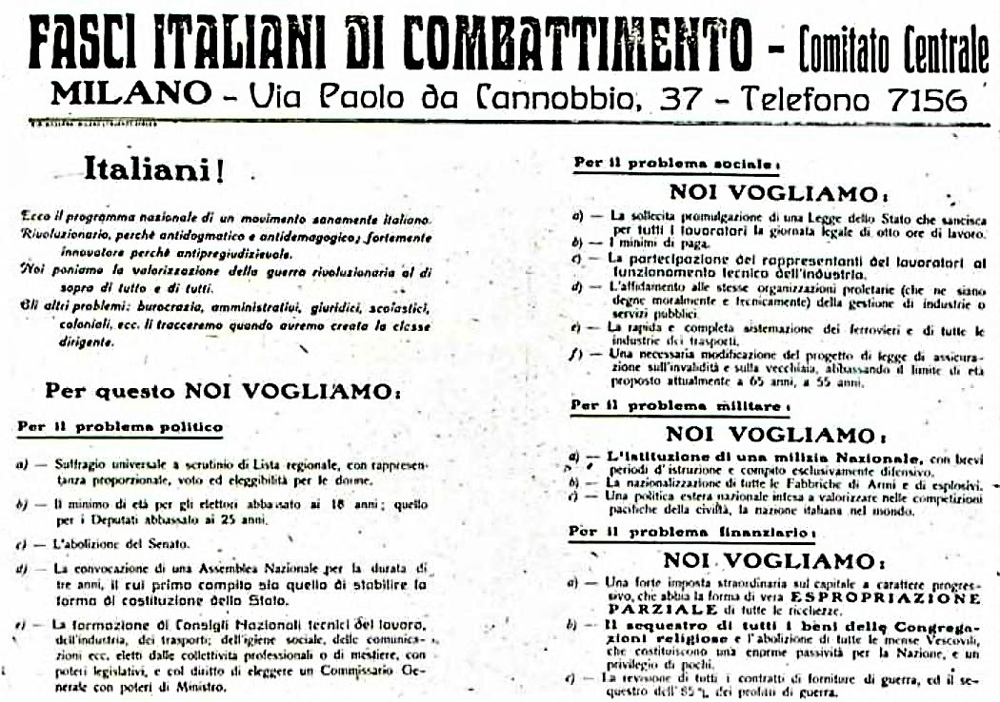 FASCI ITALIANI DI COMBATTIMENTO - Comitato Centrale
MILANO - Via Paolo da Cannobbio, 37 - Telefono 7156
Italiani!
Ecco il programma nazionale di un movimento sanamente italiano.
Rivoluzionario, perchè antidogmatico e antidemagogico; fortemente
innovatore perchè antipregiudizievole.
Noi poniamo la valorizzazione della guerra rivoluzionaria al di
sopra di tutto e di tutti.
Gli altri problemi: burocrazia, amministrativi, giuridici, scolastici,
coloniali, ecc. li tracceremo quando avremo creata la classe
dirigente.
Per questo NOI VOGLIAMO:
Per il problema politico
a) — Suffragio universale a scrutinio di Lista regionale, con rappresen-
tanza proporzionale, voto ed eleggibilità per le donne.
b) — Il minimo di età per gli elettori abbassato ai 18 anni; quello
per i Deputati abbassato ai 25 anni.
c) — L'abolizione del Senato.
d) — La convocazione di una Assemblea Nazionale per la durata di
tre anni, il cui primo compito sia quello di stabilire la
forma di costituzione dello Stato.
e) — La formazione di Consigli Nazionali tecnici del lavoro,
dell'industria, dei trasporti, dell'igiene sociale, delle comunica-
zioni ecc. eletti dalle collettività professionali o di mestiere, con
poteri legislativi, e col diritto di eleggere un Commissario Ge-
nerale con poteri di Ministro.
Per il problema sociale:
NOI VOGLIAMO:
a) — La sollecita promulgazione di una Legge dello Stato che sancisca
per tutti i lavoratori la giornata legale di otto ore di lavoro.
b) — I minimi di paga.
c) — La partecipazione dei rappresentanti dei lavoratori al
funzionamento tecnico dell'industria.
d) — L'affidamento alle stesse organizzazioni proletarie (che ne siano
degne moralmente e tecnicamente) della gestione di industrie o
servizi pubblici.
e) — La rapida e completa sistemazione dei ferrovieri e di tutte le
industrie dei trasporti.
f) — Una necessaria modificazione del progetto di legge di assicura-
zione sull'invalidità e sulla vecchiaia, abbassando il limite di età
proposto attualmente a 65 anni, a 55 anni.
Per il problema militare:
NOI VOGLIAMO:
a) — L'istituzione di una milizia Nazionale, con brevi
periodi d'istruzione e compito esclusivamente difensivo.
b) — La nazionalizzazione di tutte le Fabbriche di Armi e di esplosivi.
c) — Una politica estera nazionale intesa a valorizzare nelle competizioni
pacifiche della civiltà, la nazione italiana nel mondo.
Per il problema finanziario:
NOI VOGLIAMO:
a) — Una forte imposta straordinaria sul capitale a carattere progres-
sivo, che abbia la forma di vera ESPROPRIAZIONE
PARZIALE di tutte le ricchezze.
b) — Il sequestro di tutti i beni delle Congrega-
zioni religiose e l'abolizione di tutte le mense Vescovili,
che costituiscono una enorme passività per la Nazione, e un
privilegio di pochi.
c) — La revisione di tutti i contratti di forniture di guerra, ed il se-
questro dell'85 % dei profitti di guerra.